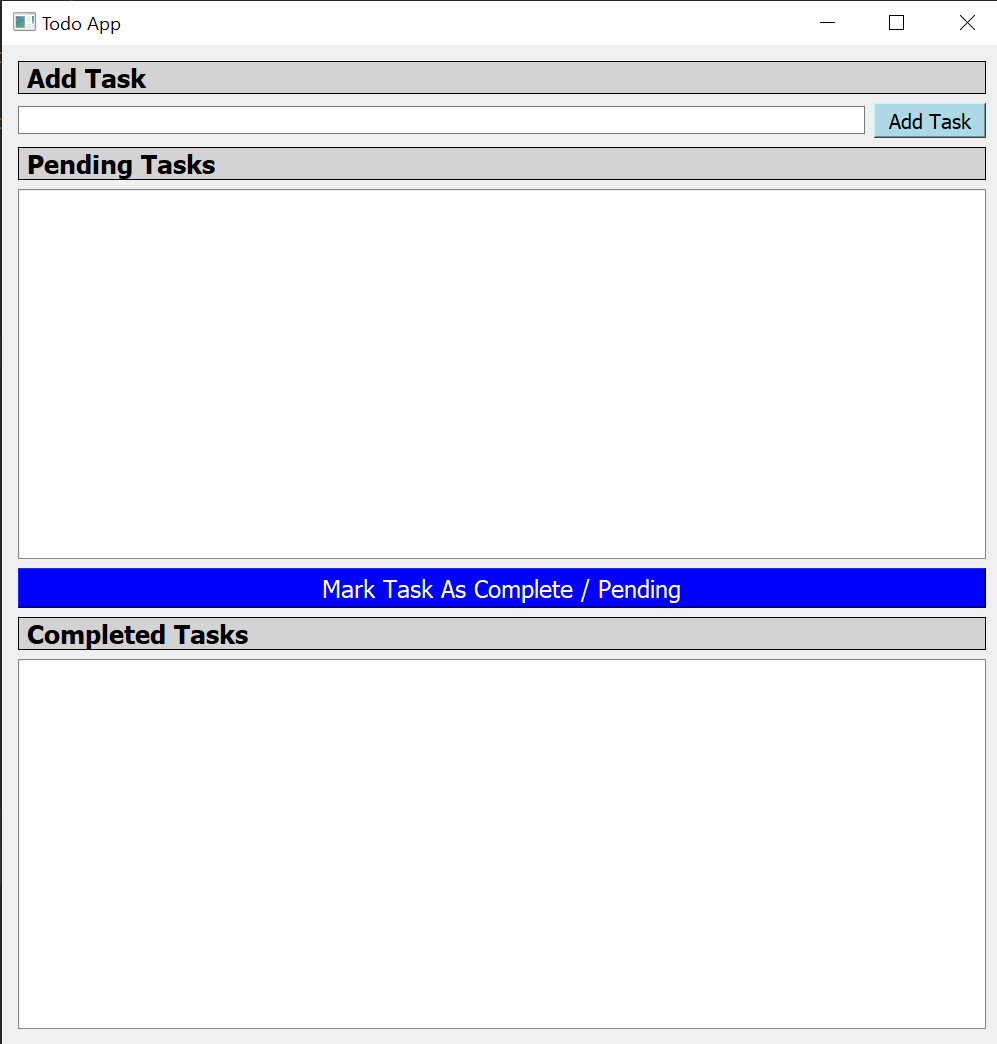 Todo App
Add Task
Add Task
Pending Tasks
Mark Task As Complete / Pending
Completed Tasks